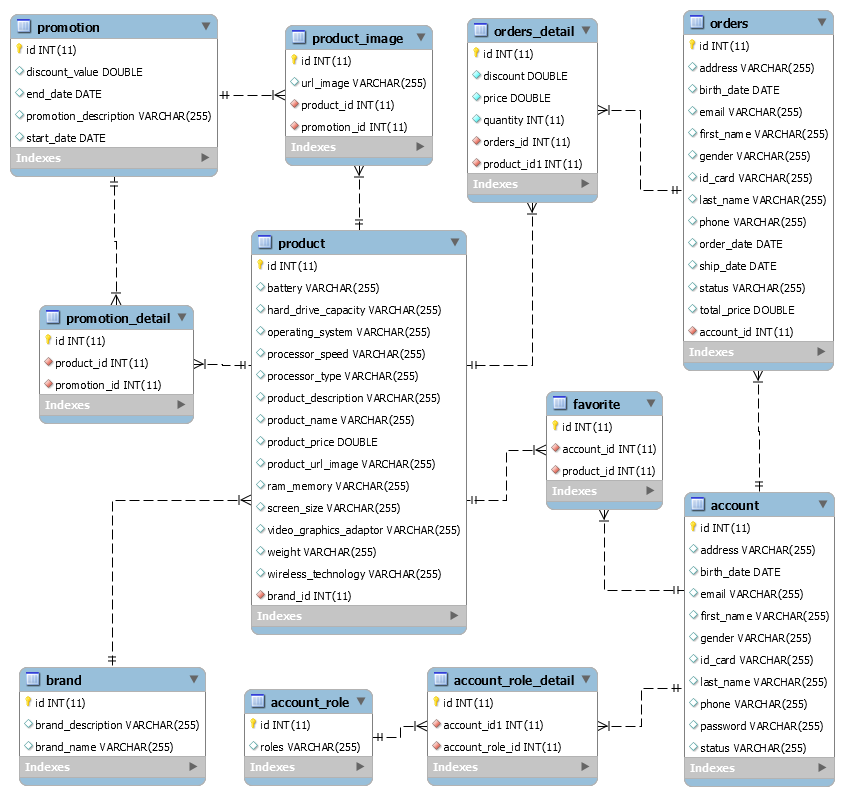 promotion
id INT(11)
discount_value DOUBLE
end_date DATE
promotion_description VARCHAR(255)
start_date DATE
Indexes
product_image
id INT(11)
url_image VARCHAR(255)
product_id INT(11)
promotion_id INT(11)
Indexes
orders_detail
id INT(11)
discount DOUBLE
price DOUBLE
quantity INT(11)
orders_id INT(11)
product_id1 INT(11)
Indexes
orders
id INT(11)
address VARCHAR(255)
birth_date DATE
email VARCHAR(255)
first_name VARCHAR(255)
gender VARCHAR(255)
id_card VARCHAR(255)
last_name VARCHAR(255)
phone VARCHAR(255)
order_date DATE
ship_date DATE
status VARCHAR(255)
total_price DOUBLE
account_id INT(11)
Indexes
product
id INT(11)
battery VARCHAR(255)
hard_drive_capacity VARCHAR(255)
operating_system VARCHAR(255)
processor_speed VARCHAR(255)
processor_type VARCHAR(255)
product_description VARCHAR(255)
product_name VARCHAR(255)
product_price DOUBLE
product_url_image VARCHAR(255)
ram_memory VARCHAR(255)
screen_size VARCHAR(255)
video_graphics_adaptor VARCHAR(255)
weight VARCHAR(255)
wireless_technology VARCHAR(255)
brand_id INT(11)
Indexes
promotion_detail
id INT(11)
product_id INT(11)
promotion_id INT(11)
Indexes
favorite
id INT(11)
account_id INT(11)
product_id INT(11)
Indexes
account
id INT(11)
address VARCHAR(255)
birth_date DATE
email VARCHAR(255)
first_name VARCHAR(255)
gender VARCHAR(255)
id_card VARCHAR(255)
last_name VARCHAR(255)
phone VARCHAR(255)
password VARCHAR(255)
status VARCHAR(255)
Indexes
brand
id INT(11)
brand_description VARCHAR(255)
brand_name VARCHAR(255)
Indexes
account_role
id INT(11)
roles VARCHAR(255)
Indexes
account_role_detail
id INT(11)
account_id1 INT(11)
account_role_id INT(11)
Indexes